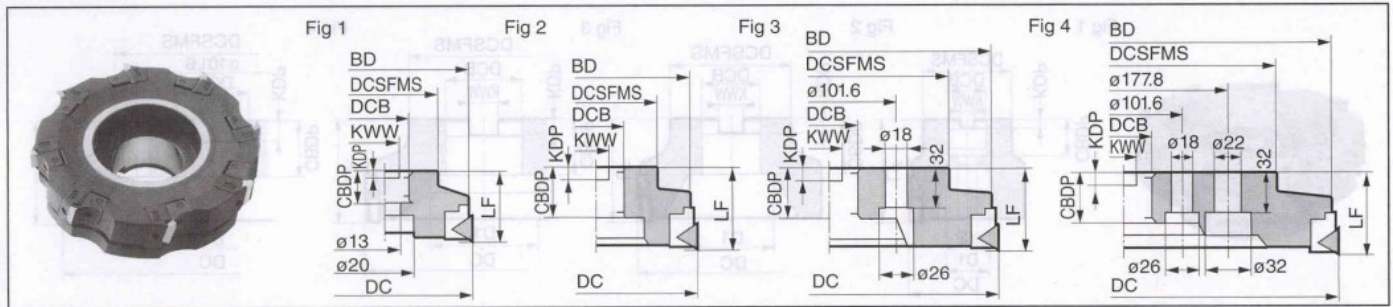 Fig 1
BD
DCSFMS
DCB
KWW
KDP
CBDP
LF
ø13
ø20
DC
Fig 2
BD
DCSFMS
DCB
KWW
KDP
CBDP
LF
DC
Fig 3
BD
DCSFMS
ø101.6
DCB
KWW
ø18
KDP
CBDP
32
LF
ø26
DC
Fig 4
BD
DCSFMS
ø177.8
ø101.6
DCB
KWW
ø18
ø22
KDP
CBDP
32
LF
ø26
ø32
DC